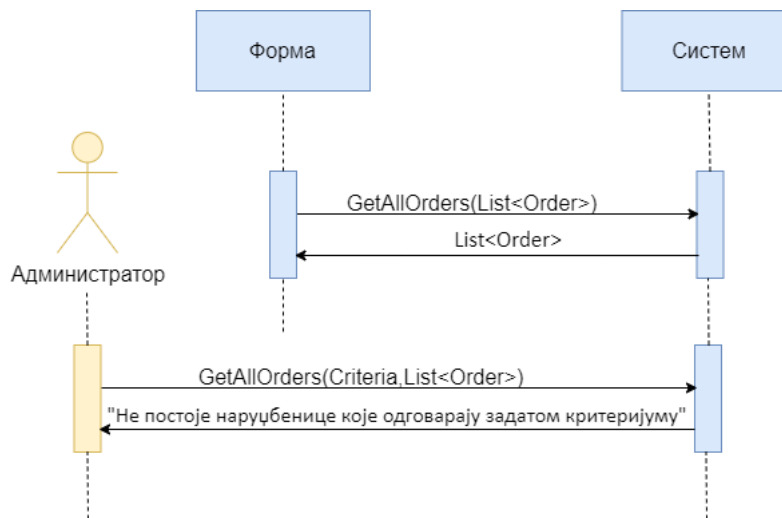 Форма
Систем
GetAllOrders(List<Order>)
List<Order>
Администратор
GetAllOrders(Criteria,List<Order>)
"Не постоје наруџбенице које одговарају задатом критеријуму"